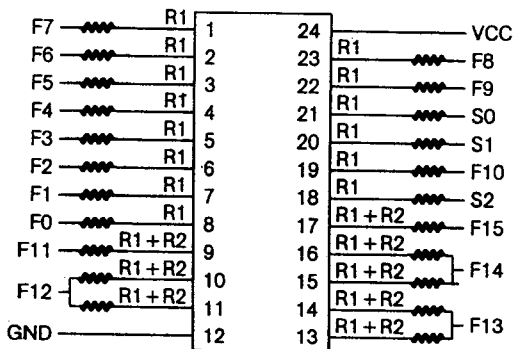 F7 R1 1 24 VCC
F6 R1 2 23 R1 F8
F5 R1 3 22 R1 F9
F4 R1 4 21 R1 S0
F3 R1 5 20 R1 S1
F2 R1 6 19 R1 F10
F1 R1 7 18 R1 S2
F0 R1 8 17 R1+R2 F15
F11 R1+R2 9 16 R1+R2
F12 R1+R2 10 15 R1+R2 F14
R1+R2 11 14 R1+R2
GND 12 13 R1+R2 F13